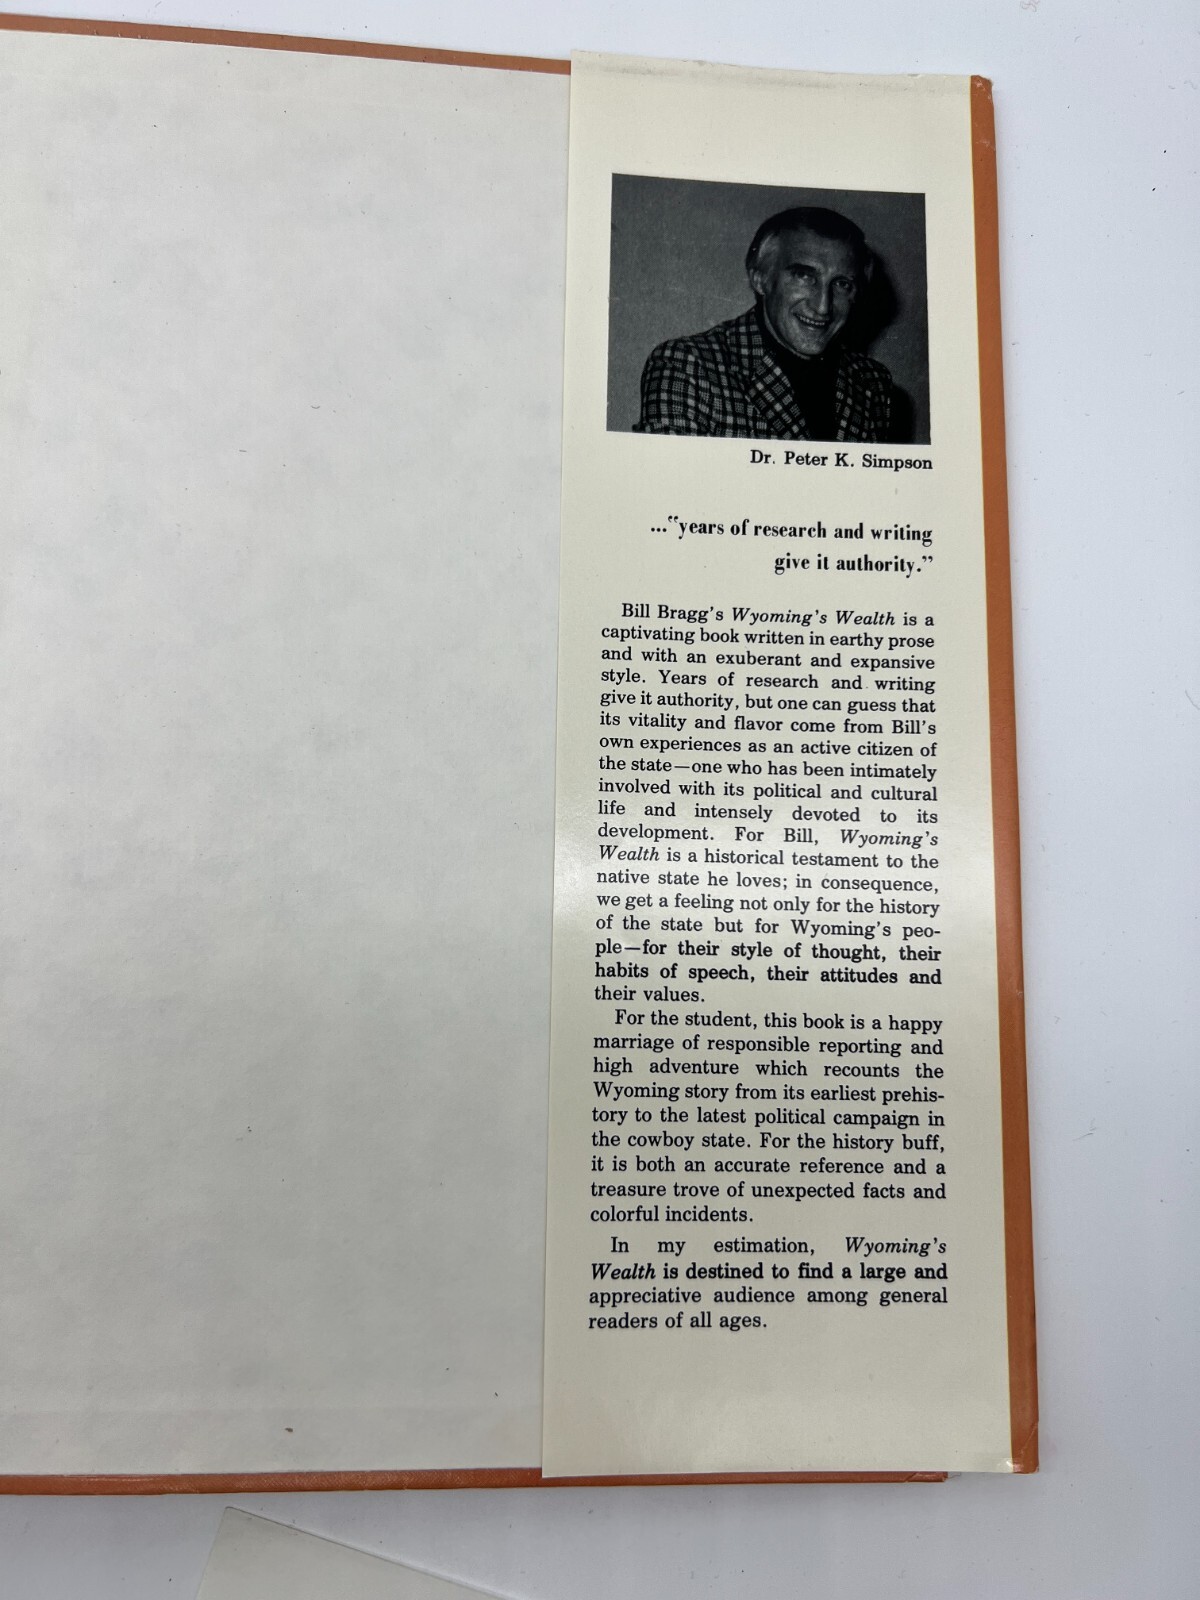 Dr. Peter K. Simpson
..."years of research and writing
give it authority."
Bill Bragg's Wyoming's Wealth is a
captivating book written in earthy prose
and with an exuberant and expansive
style. Years of research and writing
give it authority, but one can guess that
its vitality and flavor come from Bill's
own experiences as an active citizen of
the state—one who has been intimately
involved with its political and cultural
life and intensely devoted to its
development. For Bill, Wyoming's
Wealth is a historical testament to the
native state he loves; in consequence,
we get a feeling not only for the history
of the state but for Wyoming's peo-
ple—for their style of thought, their
habits of speech, their attitudes and
their values.
For the student, this book is a happy
marriage of responsible reporting and
high adventure which recounts the
Wyoming story from its earliest prehis-
tory to the latest political campaign in
the cowboy state. For the history buff,
it is both an accurate reference and a
treasure trove of unexpected facts and
colorful incidents.
In my estimation, Wyoming's
Wealth is destined to find a large and
appreciative audience among general
readers of all ages.